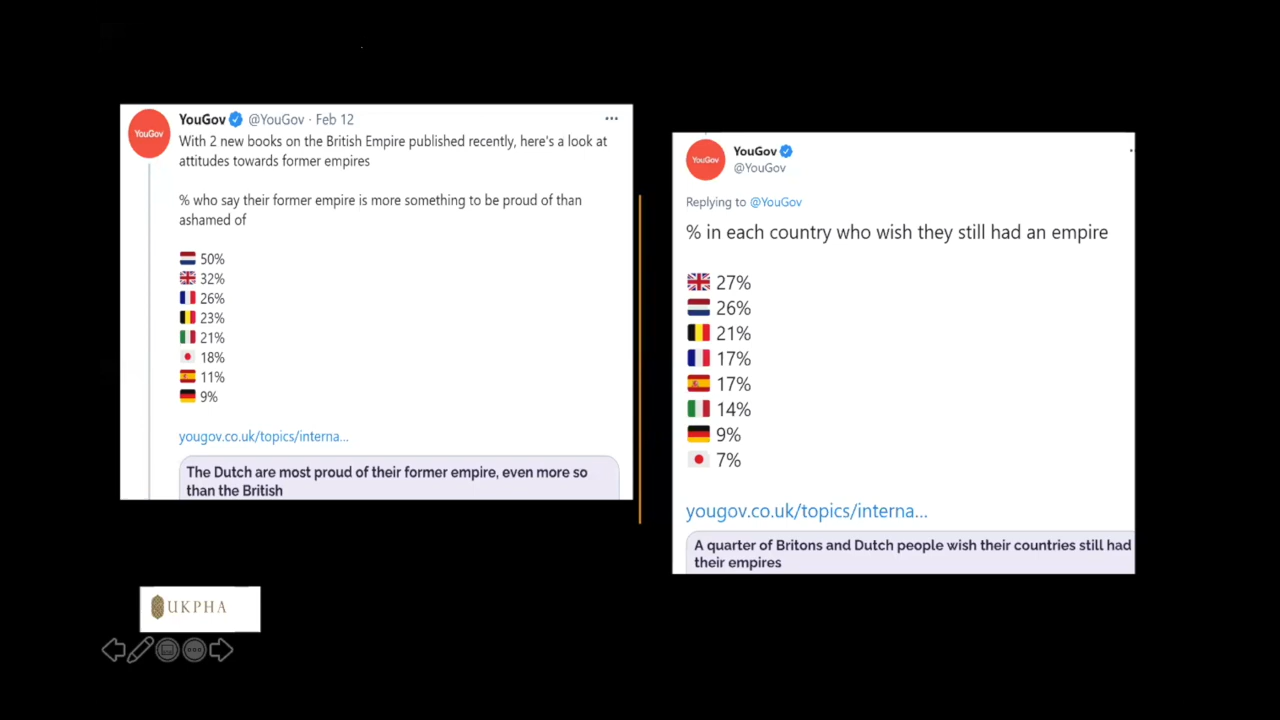 YouGov @YouGov · Feb 12
With 2 new books on the British Empire published recently, here's a look at
attitudes towards former empires
% who say their former empire is more something to be proud of than
ashamed of
50%
32%
26%
23%
21%
18%
11%
9%
yougov.co.uk/topics/interna...
The Dutch are most proud of their former empire, even more so
than the British
YouGov
YouGov
@YouGov
Replying to @YouGov
% in each country who wish they still had an empire
27%
26%
21%
17%
17%
14%
9%
7%
yougov.co.uk/topics/interna...
A quarter of Britons and Dutch people wish their countries still had
their empires
YouGov
UKPHA